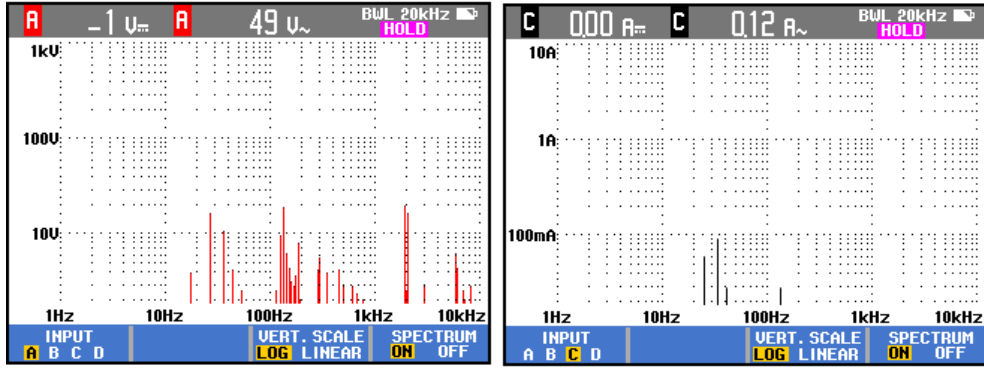 A -1 V⎓ A 49 V~ BWL 20kHz
HOLD
1kV
100V
10V
1Hz 10Hz 100Hz 1kHz 10kHz
INPUT VERT. SCALE SPECTRUM
A B C D LOG LINEAR ON OFF
C 0.00 A⎓ C 0.12 A~ BWL 20kHz
HOLD
10A
1A
100mA
1Hz 10Hz 100Hz 1kHz 10kHz
INPUT VERT. SCALE SPECTRUM
A B C D LOG LINEAR ON OFF